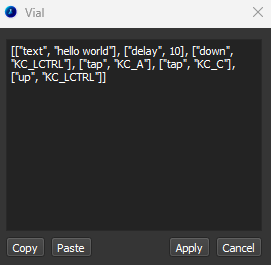 Vial
[["text", "hello world"], ["delay", 10], ["down",
"KC_LCTRL"], ["tap", "KC_A"], ["tap", "KC_C"],
["up", "KC_LCTRL"]]
Copy Paste Apply Cancel